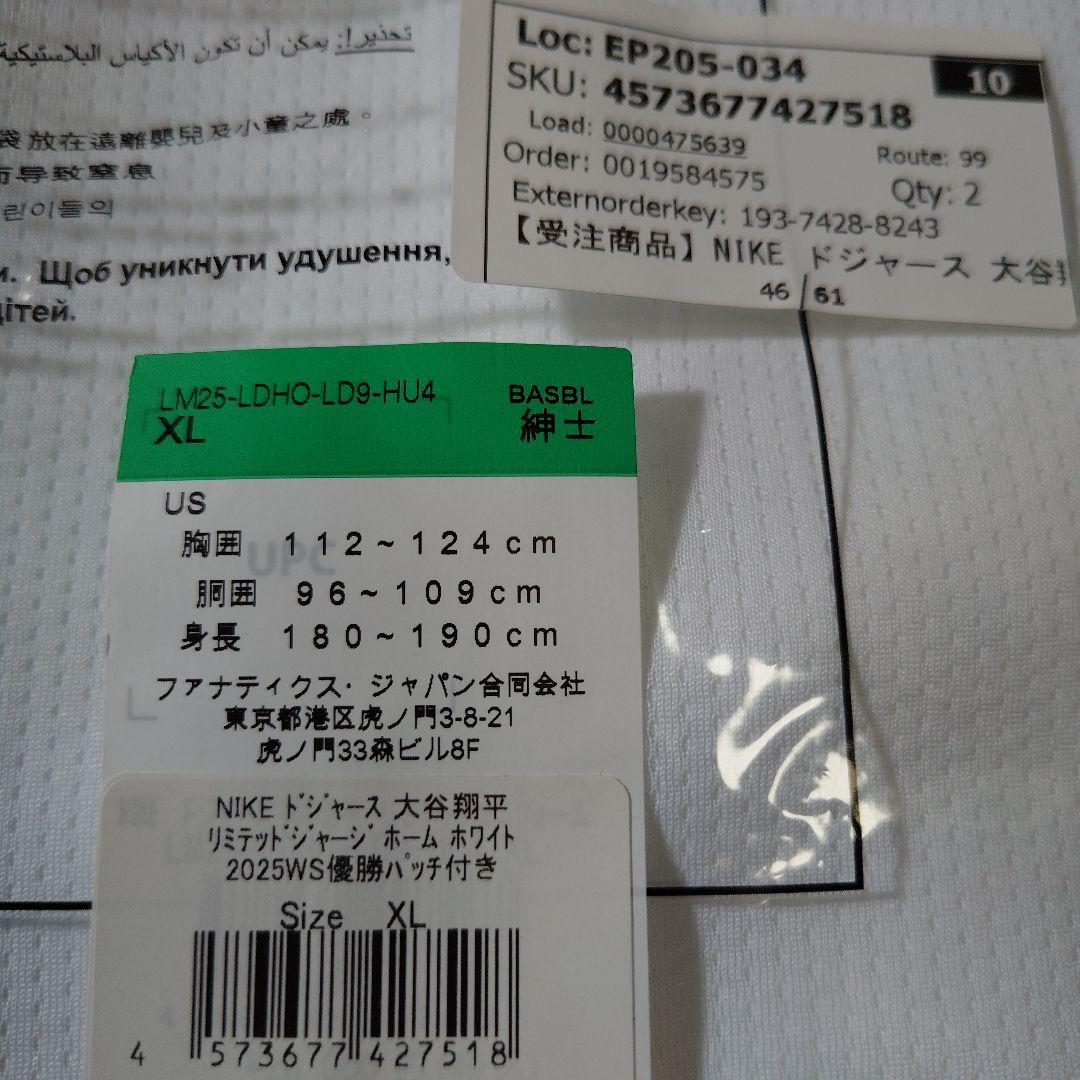 تحذير!: يمكن أن تكون الأكياس البلاستيكية
袋放在遠離嬰兒及小童之處。
而导致窒息
린이들의
и. Щоб уникнути удушення,
дітей.
Loc: EP205-034
10
SKU: 4573677427518
Load: 0000475639
Route: 99
Order: 0019584575
Qty: 2
Externorderkey: 193-7428-8243
【受注商品】NIKE ドジャース 大谷翔
46/61
LM25-LDHO-LD9-HU4
BASBL
XL
紳士
US
UPC
胸囲 112~124cm
胴囲 96~109cm
身長 180~190cm
ファナティクス・ジャパン合同会社
東京都港区虎ノ門3-8-21
虎ノ門33森ビル8F
NIKE ﾄﾞｼﾞｬｰｽ 大谷翔平
ﾘﾐﾃｯﾄﾞｼﾞｬｰｼﾞ ﾎｰﾑ ﾎﾜｲﾄ
2025WS優勝ﾊﾟｯﾁ付き
Size XL
4 573677 427518